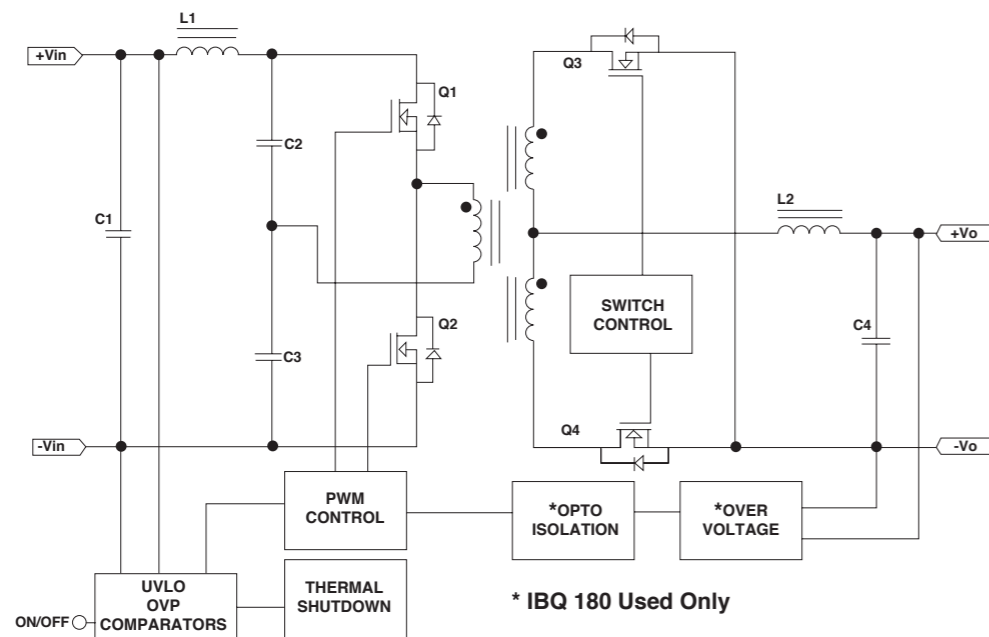 L1
+Vin
Q1
Q3
C2
C1
L2
+Vo
SWITCH
CONTROL
Q2
C4
C3
Q4
-Vin
-Vo
PWM
CONTROL
*OPTO
ISOLATION
*OVER
VOLTAGE
UVLO
OVP
COMPARATORS
THERMAL
SHUTDOWN
ON/OFF
* IBQ 180 Used Only